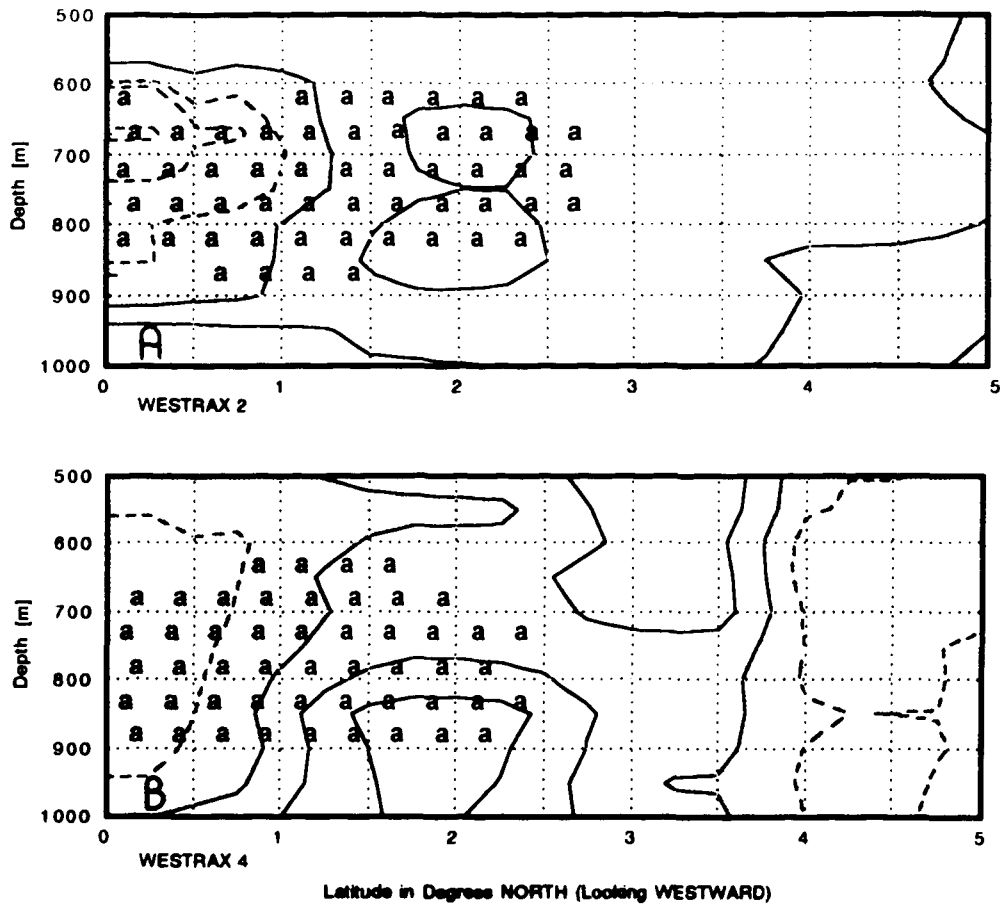 500
600
700
800
900
1000
Depth [m]
a a a a a a a
a a a a a a a a a a a
a a a a a a a a a a a
a a a a a a a a a a a
a a a a a a a a a a
a a a a
A
0 1 2 3 4 5
WESTRAX 2
500
600
700
800
900
1000
Depth [m]
a a a a
a a a a a a a a
a a a a a a a a a a
a a a a a a a a a
a a a a a a a a a a
a a a a a a a a a
B
0 1 2 3 4 5
WESTRAX 4
Latitude in Degrees NORTH (Looking WESTWARD)